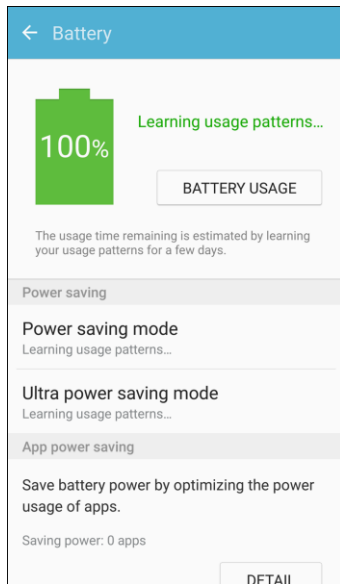 Battery
Learning usage patterns...
100%
BATTERY USAGE
The usage time remaining is estimated by learning
your usage patterns for a few days.
Power saving
Power saving mode
Learning usage patterns...
Ultra power saving mode
Learning usage patterns...
App power saving
Save battery power by optimizing the power
usage of apps.
Saving power: 0 apps
DETAIL